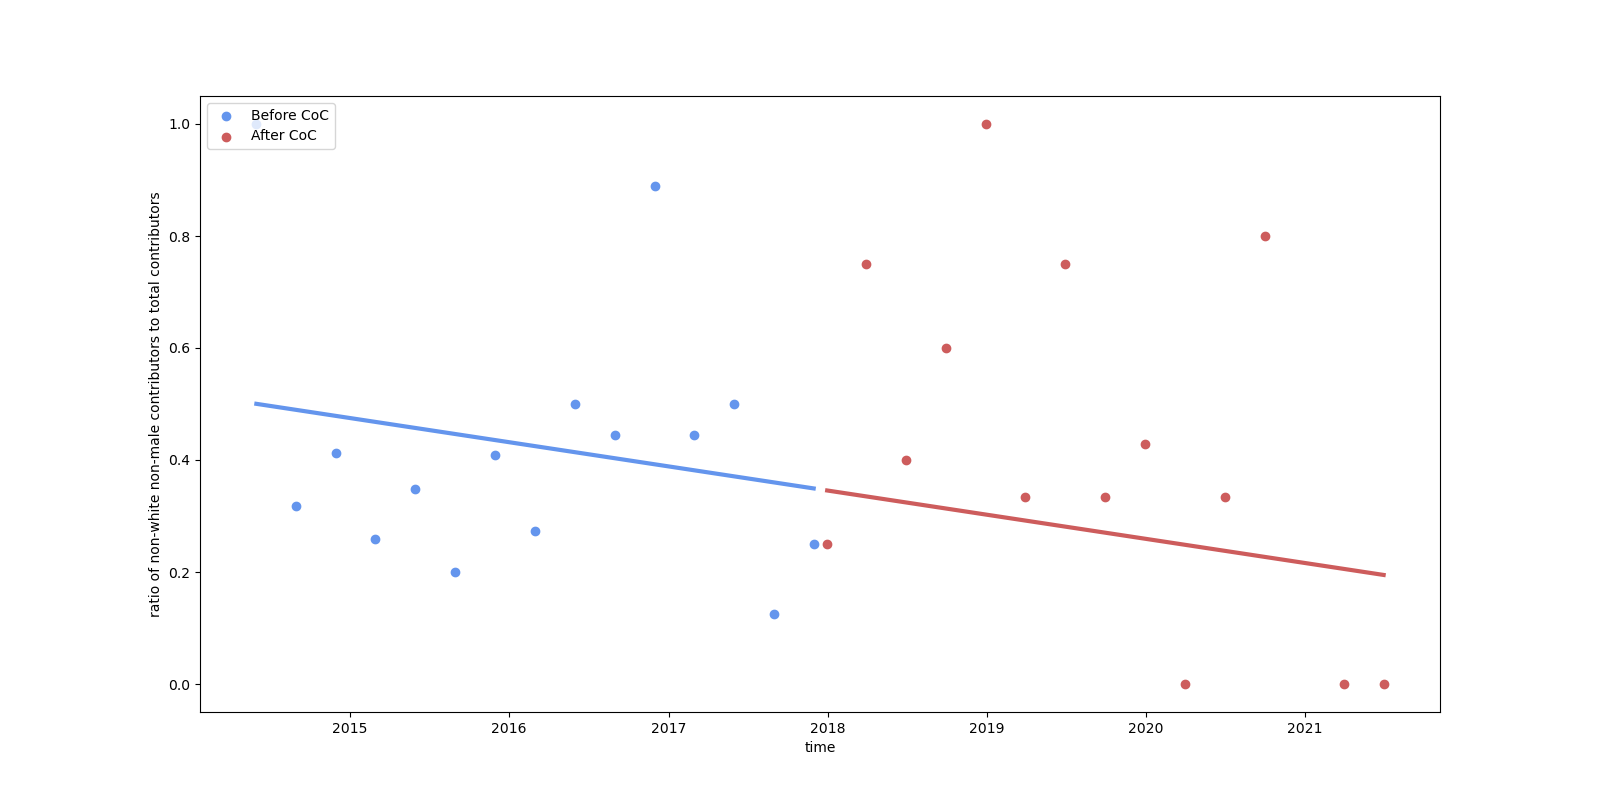 Before CoC
After CoC
1.0
0.8
0.6
0.4
0.2
0.0
ratio of non-white non-male contributors to total contributors
2015 2016 2017 2018 2019 2020 2021
time